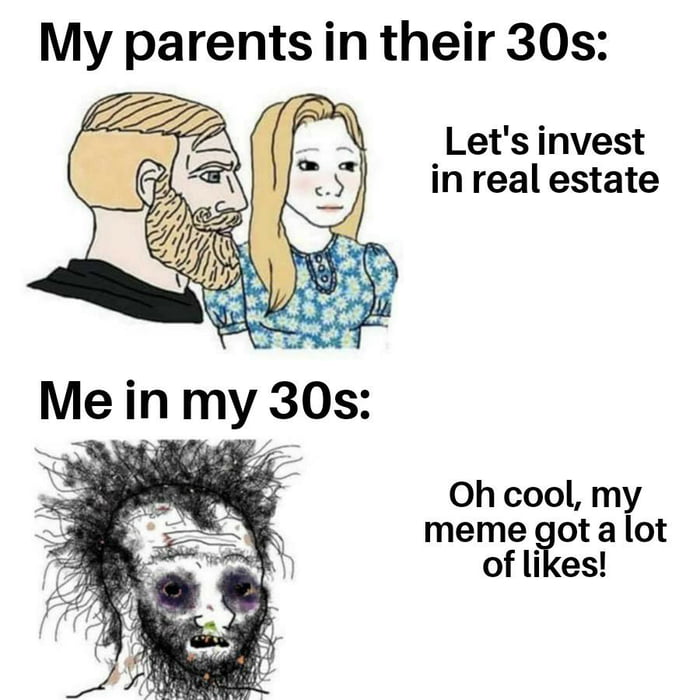 My parents in their 30s:
Let's invest
in real estate
Me in my 30s:
Oh cool, my
meme got a lot
of likes!